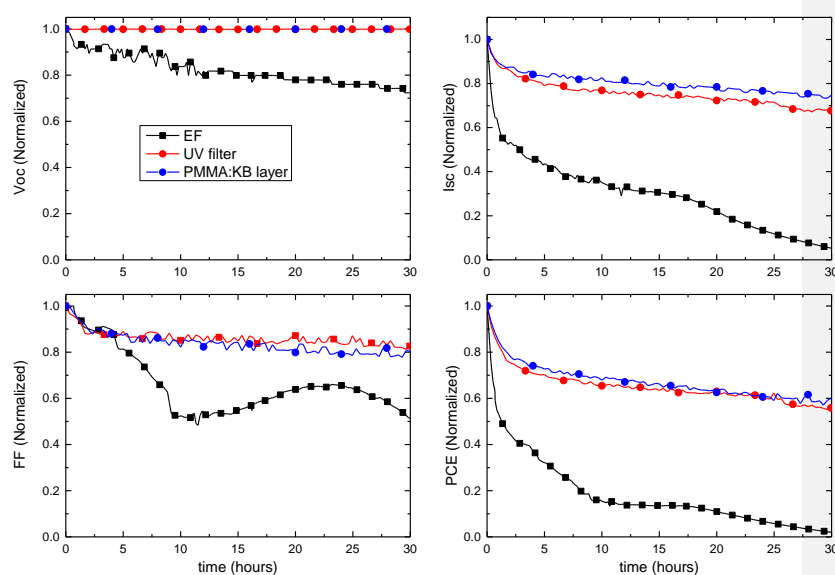 Voc (Normalized)
1.0
0.8
0.6
0.4
0.2
0.0
0 5 10 15 20 25 30
EF
UV filter
PMMA:KB layer
Isc (Normalized)
1.0
0.8
0.6
0.4
0.2
0.0
0 5 10 15 20 25 30
FF (Normalized)
1.0
0.8
0.6
0.4
0.2
0.0
0 5 10 15 20 25 30
time (hours)
PCE (Normalized)
1.0
0.8
0.6
0.4
0.2
0.0
0 5 10 15 20 25 30
time (hours)